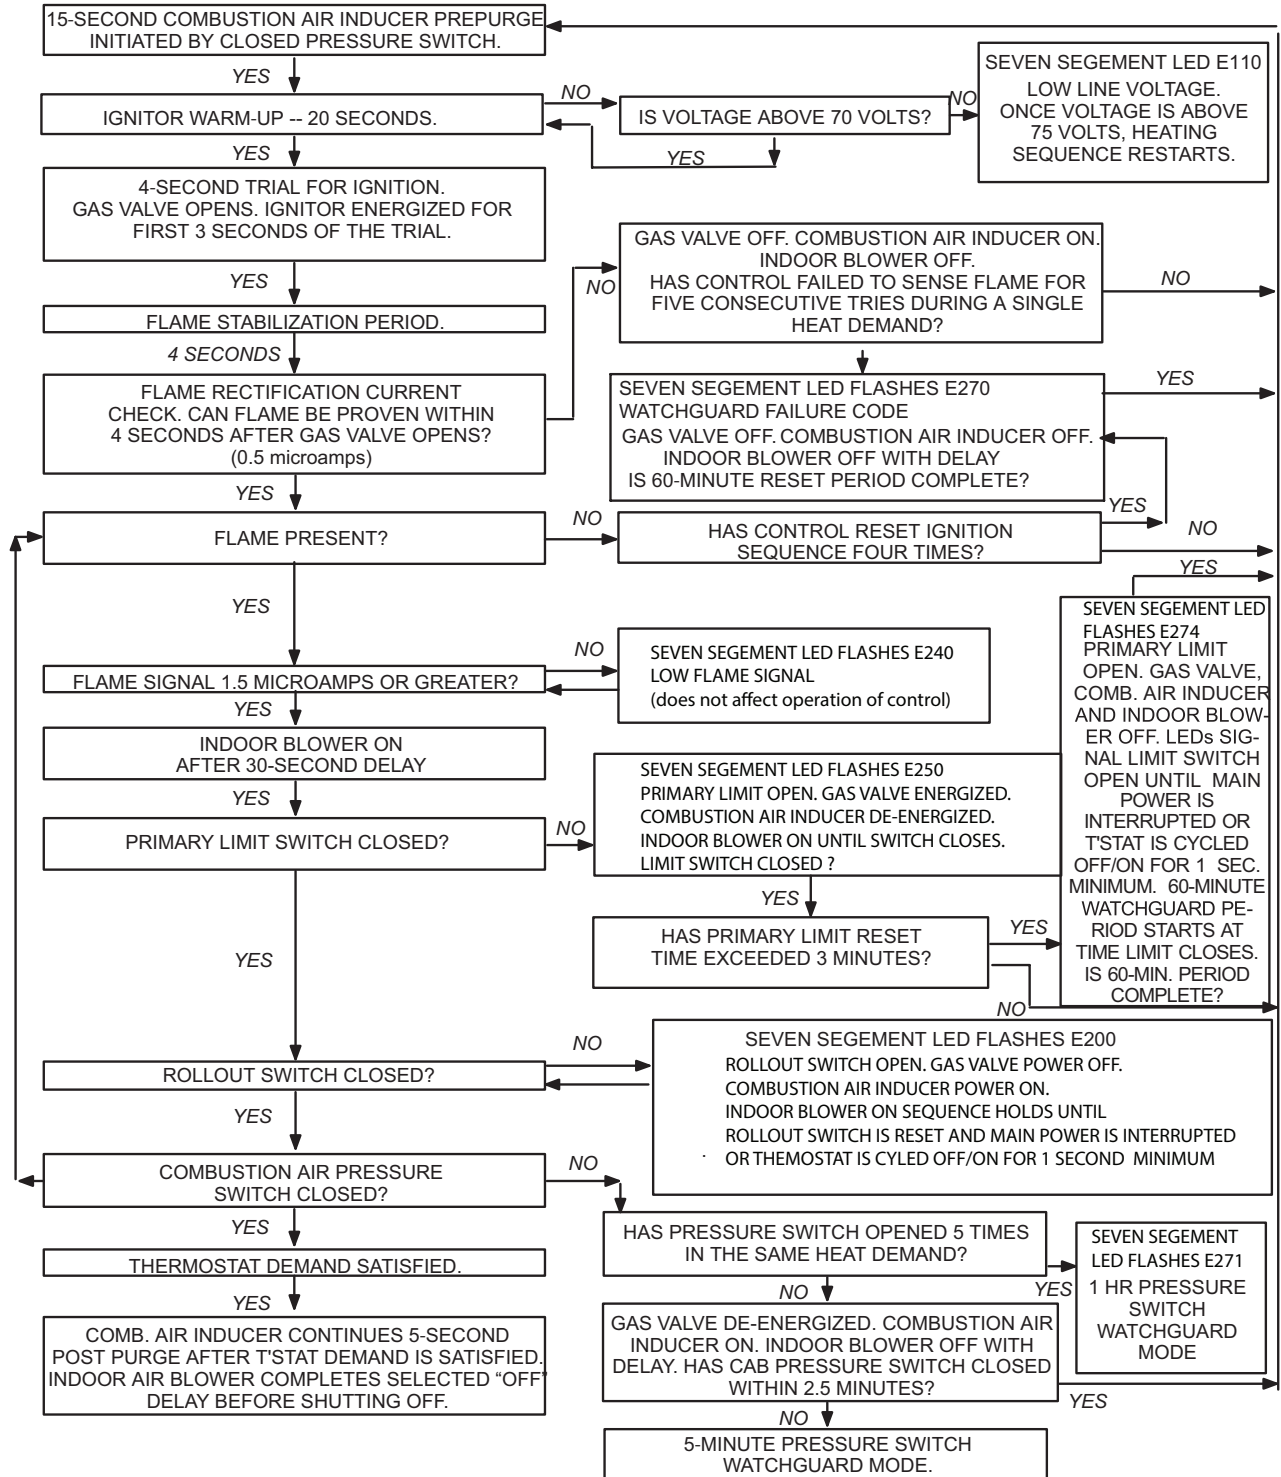 15-SECOND COMBUSTION AIR INDUCER PREPURGE
INITIATED BY CLOSED PRESSURE SWITCH.
YES
IGNITOR WARM-UP -- 20 SECONDS.
NO
IS VOLTAGE ABOVE 70 VOLTS?
NO
YES
SEVEN SEGEMENT LED E110
LOW LINE VOLTAGE.
ONCE VOLTAGE IS ABOVE
75 VOLTS, HEATING
SEQUENCE RESTARTS.
YES
4-SECOND TRIAL FOR IGNITION.
GAS VALVE OPENS. IGNITOR ENERGIZED FOR
FIRST 3 SECONDS OF THE TRIAL.
YES
FLAME STABILIZATION PERIOD.
4 SECONDS
FLAME RECTIFICATION CURRENT
CHECK. CAN FLAME BE PROVEN WITHIN
4 SECONDS AFTER GAS VALVE OPENS?
(0.5 microamps)
NO
GAS VALVE OFF. COMBUSTION AIR INDUCER ON.
INDOOR BLOWER OFF.
HAS CONTROL FAILED TO SENSE FLAME FOR
FIVE CONSECUTIVE TRIES DURING A SINGLE
HEAT DEMAND?
NO
SEVEN SEGEMENT LED FLASHES E270
WATCHGUARD FAILURE CODE
GAS VALVE OFF. COMBUSTION AIR INDUCER OFF.
INDOOR BLOWER OFF WITH DELAY
IS 60-MINUTE RESET PERIOD COMPLETE?
YES
YES
FLAME PRESENT?
NO
HAS CONTROL RESET IGNITION
SEQUENCE FOUR TIMES?
YES
NO
YES
SEVEN SEGEMENT LED
FLASHES E274
PRIMARY LIMIT
OPEN. GAS VALVE,
COMB. AIR INDUCER
AND INDOOR BLOW-
ER OFF. LEDs SIG-
NAL LIMIT SWITCH
OPEN UNTIL MAIN
POWER IS
INTERRUPTED OR
T'STAT IS CYCLED
OFF/ON FOR 1 SEC.
MINIMUM. 60-MINUTE
WATCHGUARD PE-
RIOD STARTS AT
TIME LIMIT CLOSES.
IS 60-MIN. PERIOD
COMPLETE?
YES
FLAME SIGNAL 1.5 MICROAMPS OR GREATER?
NO
SEVEN SEGEMENT LED FLASHES E240
LOW FLAME SIGNAL
(does not affect operation of control)
YES
INDOOR BLOWER ON
AFTER 30-SECOND DELAY
YES
PRIMARY LIMIT SWITCH CLOSED?
NO
SEVEN SEGEMENT LED FLASHES E250
PRIMARY LIMIT OPEN. GAS VALVE ENERGIZED.
COMBUSTION AIR INDUCER DE-ENERGIZED.
INDOOR BLOWER ON UNTIL SWITCH CLOSES.
LIMIT SWITCH CLOSED ?
YES
HAS PRIMARY LIMIT RESET
TIME EXCEEDED 3 MINUTES?
YES
NO
YES
ROLLOUT SWITCH CLOSED?
NO
SEVEN SEGEMENT LED FLASHES E200
ROLLOUT SWITCH OPEN. GAS VALVE POWER OFF.
COMBUSTION AIR INDUCER POWER ON.
INDOOR BLOWER ON SEQUENCE HOLDS UNTIL
ROLLOUT SWITCH IS RESET AND MAIN POWER IS INTERRUPTED
OR THEMOSTAT IS CYLED OFF/ON FOR 1 SECOND MINIMUM
YES
COMBUSTION AIR PRESSURE
SWITCH CLOSED?
NO
HAS PRESSURE SWITCH OPENED 5 TIMES
IN THE SAME HEAT DEMAND?
YES
SEVEN SEGEMENT
LED FLASHES E271
1 HR PRESSURE
SWITCH
WATCHGUARD
MODE
YES
THERMOSTAT DEMAND SATISFIED.
YES
COMB. AIR INDUCER CONTINUES 5-SECOND
POST PURGE AFTER T'STAT DEMAND IS SATISFIED.
INDOOR AIR BLOWER COMPLETES SELECTED “OFF”
DELAY BEFORE SHUTTING OFF.
NO
GAS VALVE DE-ENERGIZED. COMBUSTION AIR
INDUCER ON. INDOOR BLOWER OFF WITH
DELAY. HAS CAB PRESSURE SWITCH CLOSED
WITHIN 2.5 MINUTES?
YES
NO
5-MINUTE PRESSURE SWITCH
WATCHGUARD MODE.